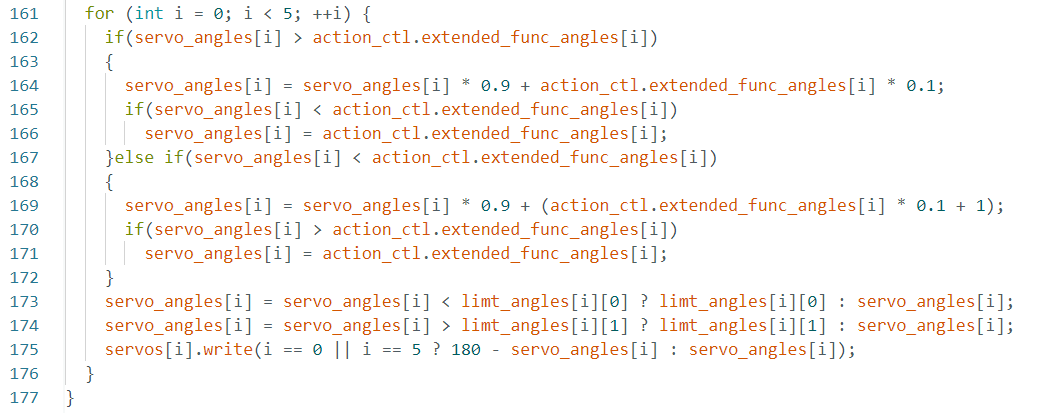 161 for (int i = 0; i < 5; ++i) {
162 if(servo_angles[i] > action_ctl.extended_func_angles[i])
163 {
164 servo_angles[i] = servo_angles[i] * 0.9 + action_ctl.extended_func_angles[i] * 0.1;
165 if(servo_angles[i] < action_ctl.extended_func_angles[i])
166 servo_angles[i] = action_ctl.extended_func_angles[i];
167 }else if(servo_angles[i] < action_ctl.extended_func_angles[i])
168 {
169 servo_angles[i] = servo_angles[i] * 0.9 + (action_ctl.extended_func_angles[i] * 0.1 + 1);
170 if(servo_angles[i] > action_ctl.extended_func_angles[i])
171 servo_angles[i] = action_ctl.extended_func_angles[i];
172 }
173 servo_angles[i] = servo_angles[i] < limt_angles[i][0] ? limt_angles[i][0] : servo_angles[i];
174 servo_angles[i] = servo_angles[i] > limt_angles[i][1] ? limt_angles[i][1] : servo_angles[i];
175 servos[i].write(i == 0 || i == 5 ? 180 - servo_angles[i] : servo_angles[i]);
176 }
177 }